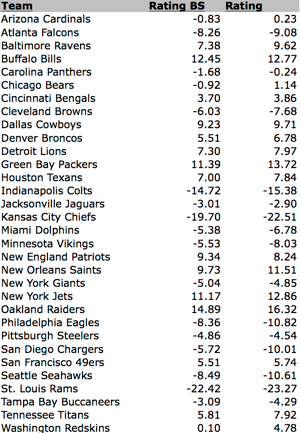 Team Rating BS Rating
Arizona Cardinals -0.83 0.23
Atlanta Falcons -8.26 -9.08
Baltimore Ravens 7.38 9.62
Buffalo Bills 12.45 12.77
Carolina Panthers -1.68 -0.24
Chicago Bears -0.92 1.14
Cincinnati Bengals 3.70 3.86
Cleveland Browns -6.03 -7.68
Dallas Cowboys 9.23 9.71
Denver Broncos 5.51 6.78
Detroit Lions 7.30 7.97
Green Bay Packers 11.39 13.72
Houston Texans 7.00 7.84
Indianapolis Colts -14.72 -15.38
Jacksonville Jaguars -3.01 -2.90
Kansas City Chiefs -19.70 -22.51
Miami Dolphins -5.38 -6.78
Minnesota Vikings -5.53 -8.03
New England Patriots 9.34 8.24
New Orleans Saints 9.73 11.51
New York Giants -5.04 -4.85
New York Jets 11.17 12.86
Oakland Raiders 14.89 16.32
Philadelphia Eagles -8.36 -10.82
Pittsburgh Steelers -4.86 -4.54
San Diego Chargers -5.72 -10.01
San Francisco 49ers 5.51 5.74
Seattle Seahawks -8.49 -10.61
St. Louis Rams -22.42 -23.27
Tampa Bay Buccaneers -3.09 -4.29
Tennessee Titans 5.81 7.92
Washington Redskins 0.10 4.78